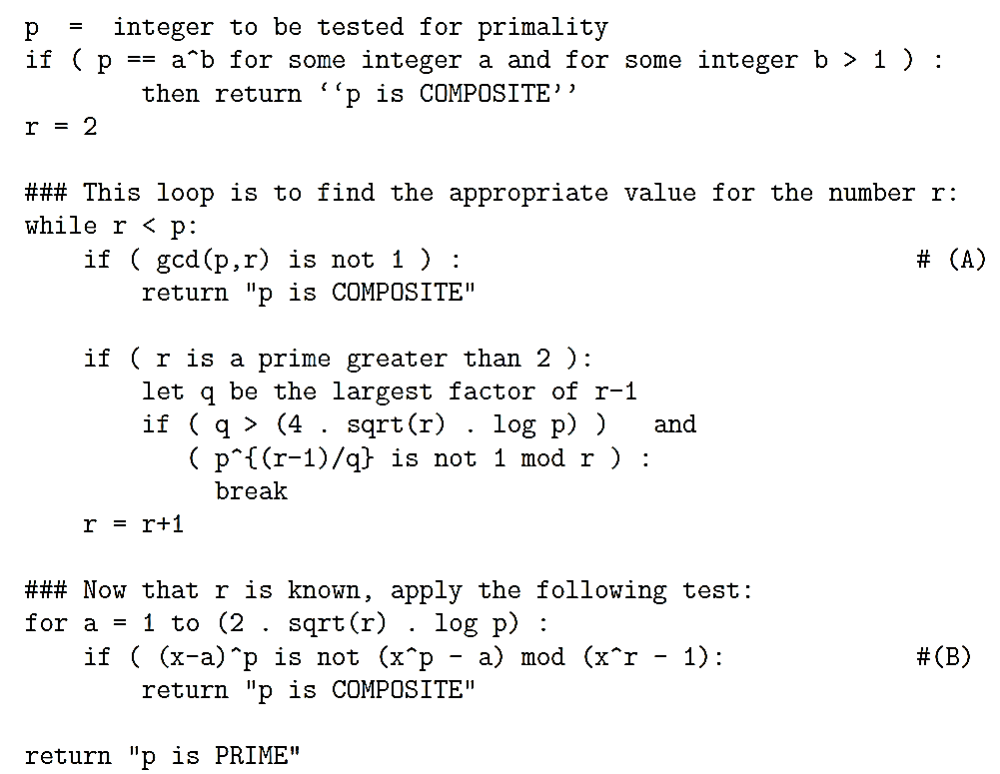 p  =  integer to be tested for primality
if ( p == a^b for some integer a and for some integer b > 1 ) :
        then return ‘‘p is COMPOSITE’’
r = 2

### This loop is to find the appropriate value for the number r:
while r < p:
    if ( gcd(p,r) is not 1 ) :                               # (A)
        return "p is COMPOSITE"

    if ( r is a prime greater than 2 ):
        let q be the largest factor of r-1
        if ( q > (4 . sqrt(r) . log p) )   and
           ( p^{(r-1)/q} is not 1 mod r ) :
             break
    r = r+1

### Now that r is known, apply the following test:
for a = 1 to (2 . sqrt(r) . log p) :
    if ( (x-a)^p is not (x^p - a) mod (x^r - 1):             #(B)
        return "p is COMPOSITE"

return "p is PRIME"